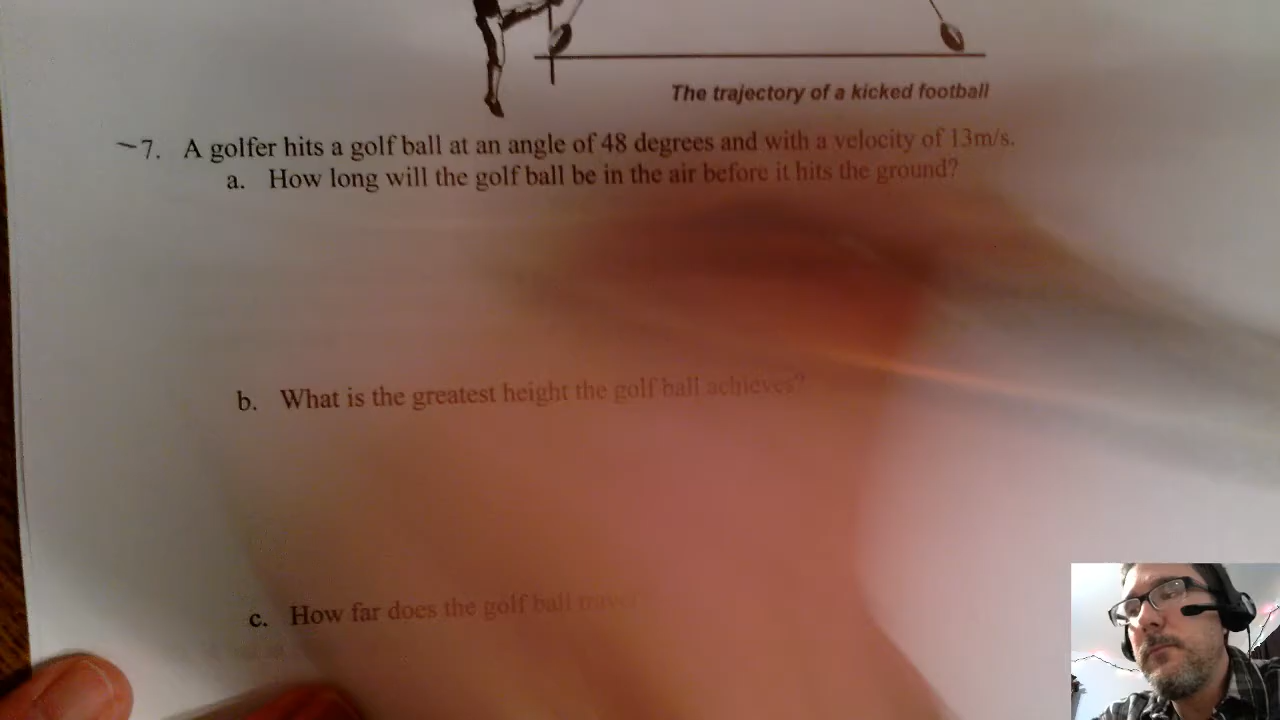 The trajectory of a kicked football
7. A golfer hits a golf ball at an angle of 48 degrees and with a velocity of 13m/s.
a. How long will the golf ball be in the air before it hits the ground?
b. What is the greatest height the golf ball achieves?
c. How far does the golf ball travel